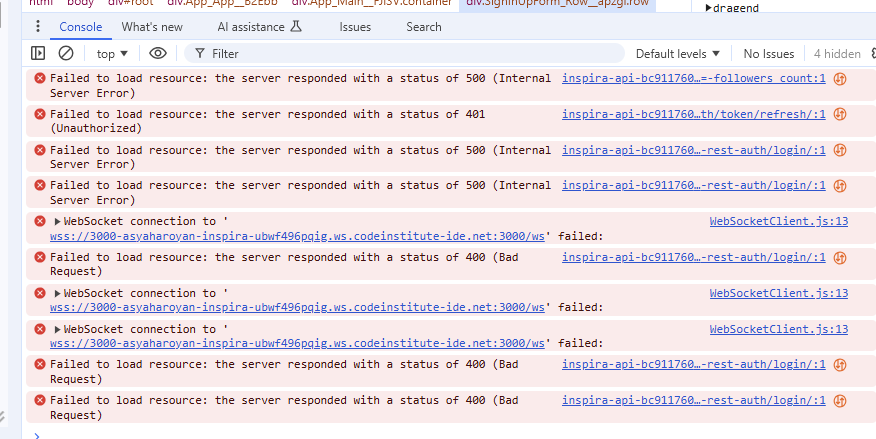 html body div#root div.App_App__B2Ebb div.App_Main__FJISV.container div.SignInUpForm_Row__apzgI.row
dragend
Console What's new AI assistance Issues Search
top Filter Default levels No Issues 4 hidden
Failed to load resource: the server responded with a status of 500 (Internal inspira-api-bc911760…=-followers_count:1
Server Error)
Failed to load resource: the server responded with a status of 401 inspira-api-bc911760…th/token/refresh/:1
(Unauthorized)
Failed to load resource: the server responded with a status of 500 (Internal inspira-api-bc911760…-rest-auth/login/:1
Server Error)
Failed to load resource: the server responded with a status of 500 (Internal inspira-api-bc911760…-rest-auth/login/:1
Server Error)
WebSocket connection to ' WebSocketClient.js:13
wss://3000-asyaharoyan-inspira-ubwf496pqig.ws.codeinstitute-ide.net:3000/ws' failed:
Failed to load resource: the server responded with a status of 400 (Bad inspira-api-bc911760…-rest-auth/login/:1
Request)
WebSocket connection to ' WebSocketClient.js:13
wss://3000-asyaharoyan-inspira-ubwf496pqig.ws.codeinstitute-ide.net:3000/ws' failed:
WebSocket connection to ' WebSocketClient.js:13
wss://3000-asyaharoyan-inspira-ubwf496pqig.ws.codeinstitute-ide.net:3000/ws' failed:
Failed to load resource: the server responded with a status of 400 (Bad inspira-api-bc911760…-rest-auth/login/:1
Request)
Failed to load resource: the server responded with a status of 400 (Bad inspira-api-bc911760…-rest-auth/login/:1
Request)